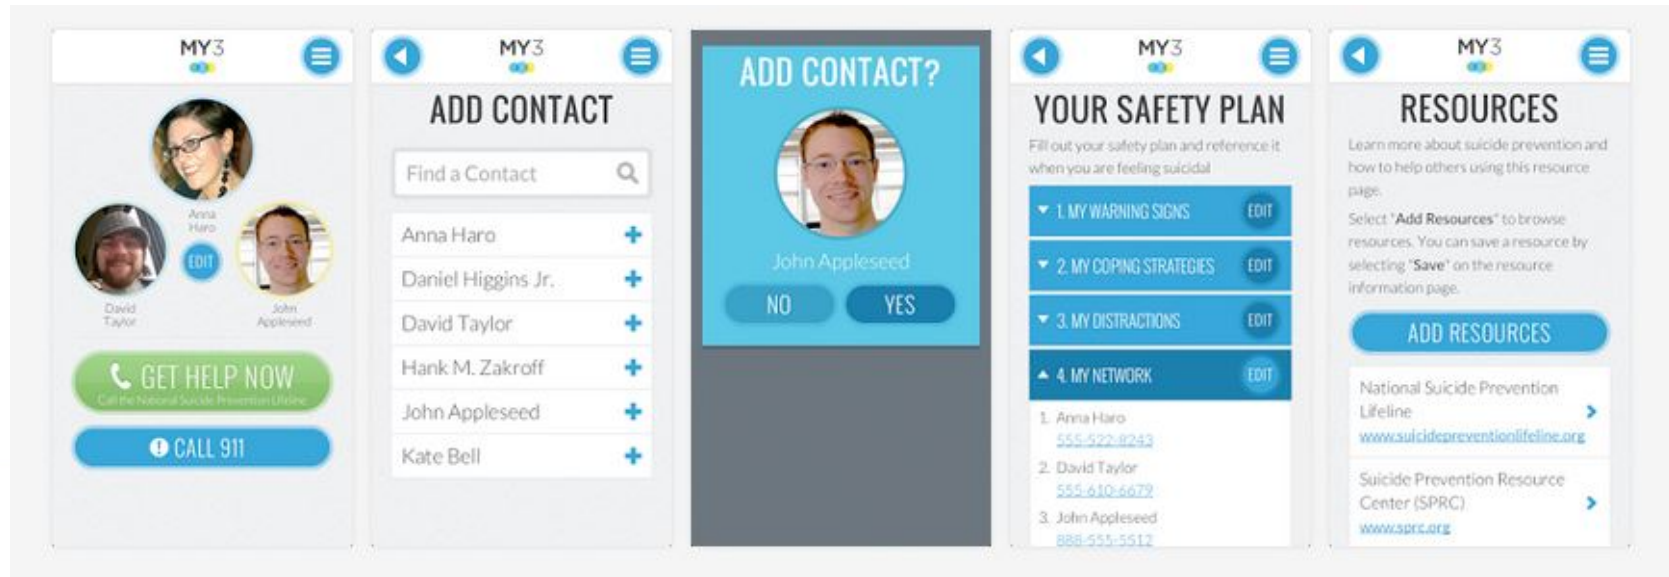 MY3
Anna
Haro
EDIT
David
Taylor
John
Appleseed
GET HELP NOW
Call the National Suicide Prevention Lifeline
CALL 911
MY3
ADD CONTACT
Find a Contact
Anna Haro
Daniel Higgins Jr.
David Taylor
Hank M. Zakroff
John Appleseed
Kate Bell
ADD CONTACT?
John Appleseed
NO YES
MY3
YOUR SAFETY PLAN
Fill out your safety plan and reference it
when you are feeling suicidal
1. MY WARNING SIGNS EDIT
2. MY COPING STRATEGIES EDIT
3. MY DISTRACTIONS EDIT
4. MY NETWORK EDIT
1. Anna Haro
555-522-8243
2. David Taylor
555-610-6679
3. John Appleseed
888-555-5512
MY3
RESOURCES
Learn more about suicide prevention and
how to help others using this resource
page.
Select "Add Resources" to browse
resources. You can save a resource by
selecting "Save" on the resource
information page.
ADD RESOURCES
National Suicide Prevention
Lifeline
www.suicidepreventionlifeline.org
Suicide Prevention Resource
Center (SPRC)
www.sprc.org